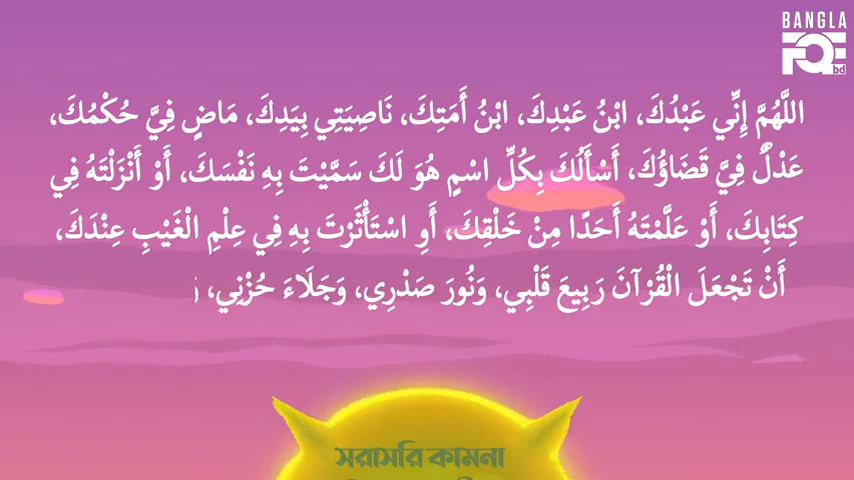 BANGLA
FQF
bd
اللَّهُمَّ إِنِّي عَبْدُكَ، ابْنُ عَبْدِكَ، ابْنُ أَمَتِكَ، نَاصِيَتِي بِيَدِكَ، مَاضٍ فِيَّ حُكْمُكَ،
عَدْلٌ فِيَّ قَضَاؤُكَ، أَسْأَلُكَ بِكُلِّ اسْمٍ هُوَ لَكَ سَمَّيْتَ بِهِ نَفْسَكَ، أَوْ أَنْزَلْتَهُ فِي
كِتَابِكَ، أَوْ عَلَّمْتَهُ أَحَدًا مِنْ خَلْقِكَ، أَوِ اسْتَأْثَرْتَ بِهِ فِي عِلْمِ الْغَيْبِ عِنْدَكَ،
أَنْ تَجْعَلَ الْقُرْآنَ رَبِيعَ قَلْبِي، وَنُورَ صَدْرِي، وَجَلَاءَ حُزْنِي،
সরাসরি কামনা